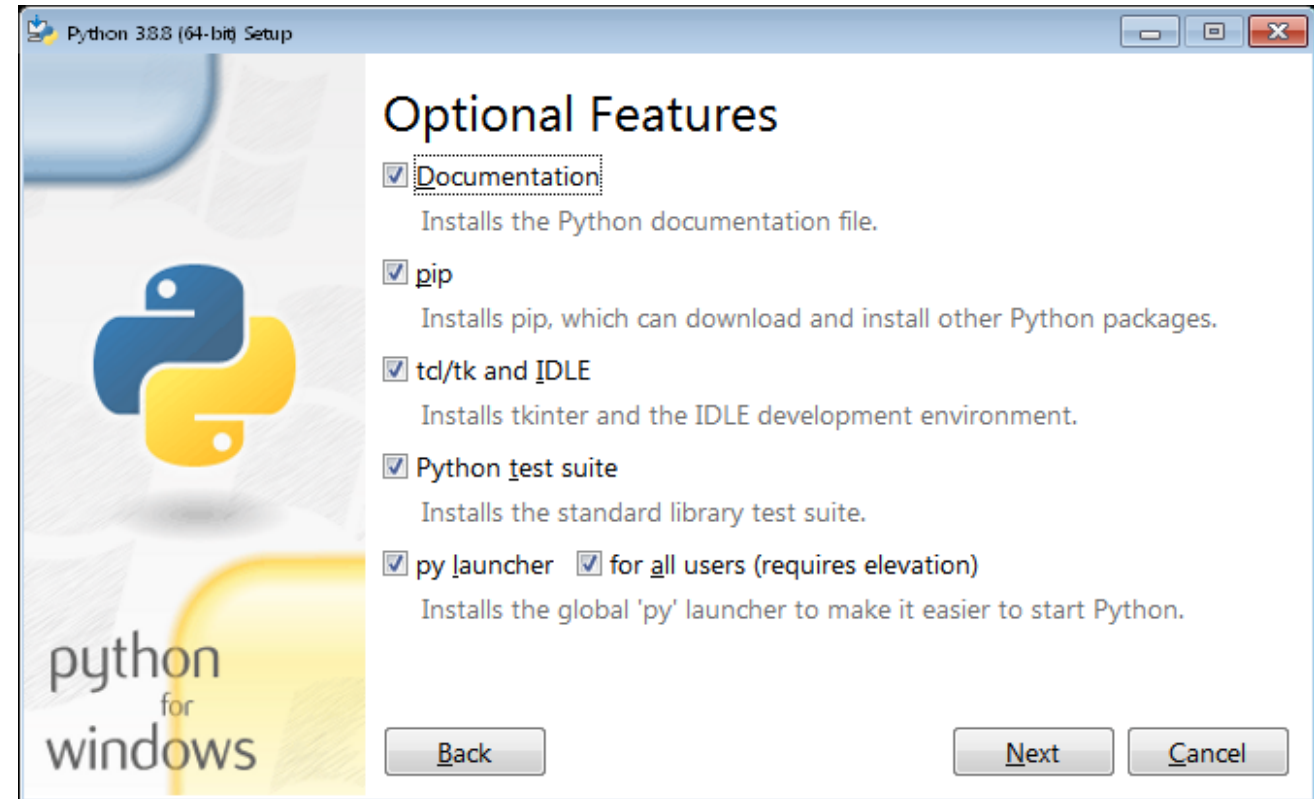 Python 3.8.8 (64-bit) Setup
Optional Features
Documentation
Installs the Python documentation file.
pip
Installs pip, which can download and install other Python packages.
tcl/tk and IDLE
Installs tkinter and the IDLE development environment.
Python test suite
Installs the standard library test suite.
py launcher for all users (requires elevation)
Installs the global 'py' launcher to make it easier to start Python.
python
for
windows
Back Next Cancel